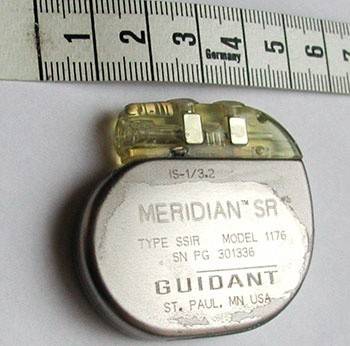 1 2 3 4 5 6 7
Germany
IS-1/3.2
MERIDIAN™ SR
TYPE SSIR MODEL 1176
SN PG 301336
GUIDANT
ST. PAUL, MN USA